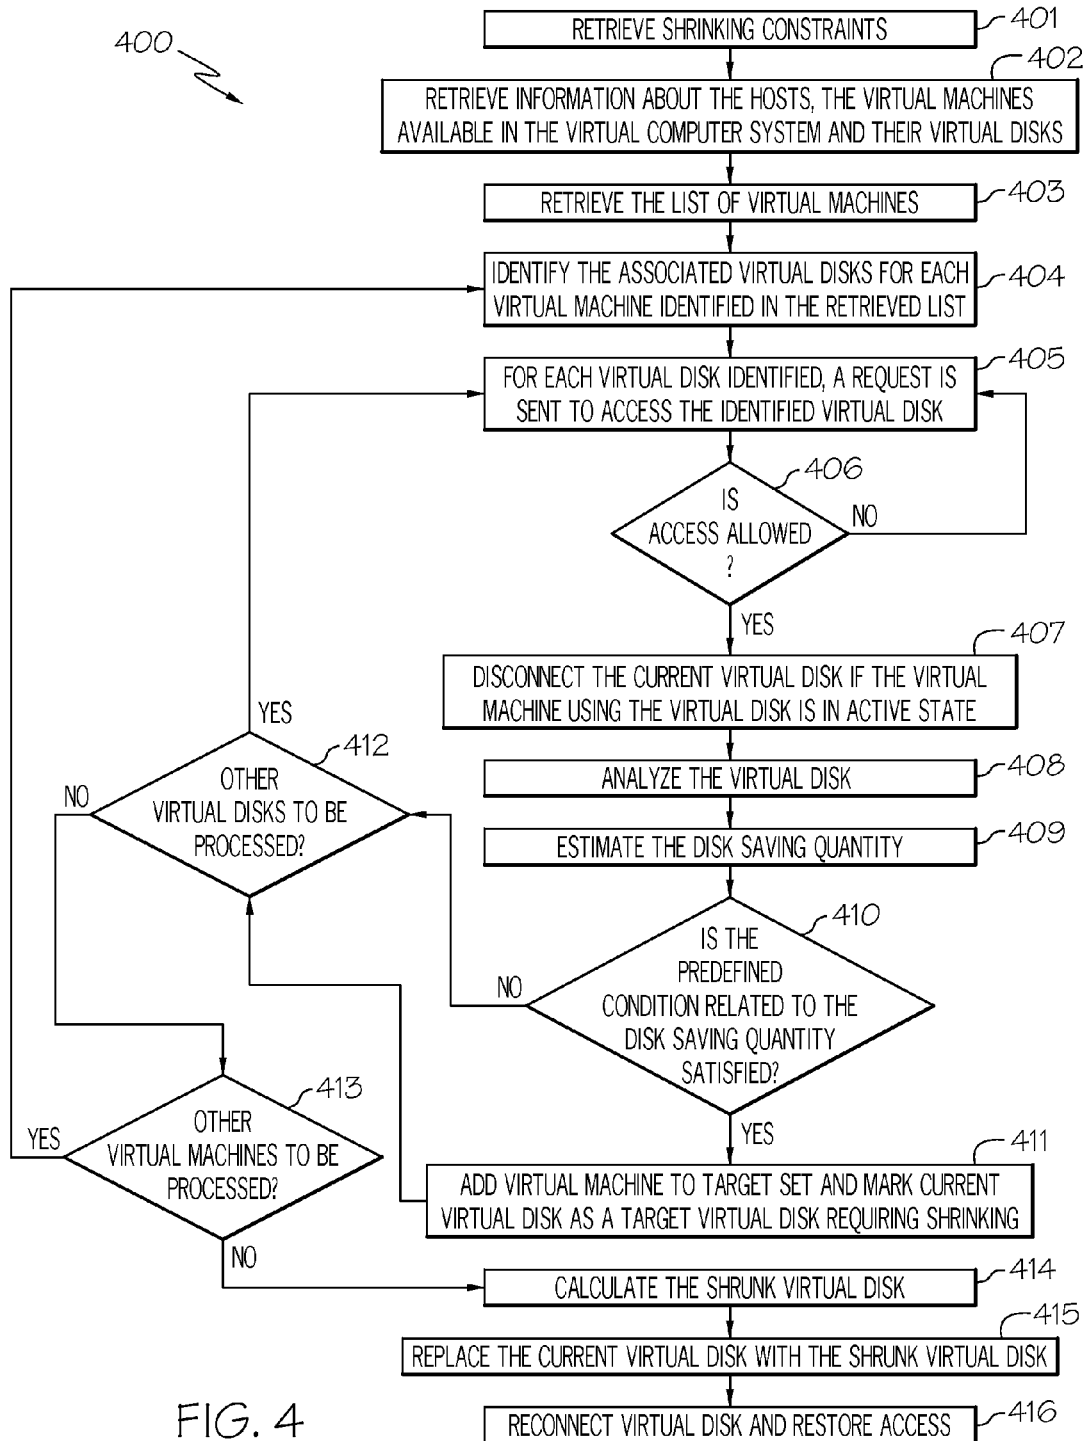 400
RETRIEVE SHRINKING CONSTRAINTS
401
402
RETRIEVE INFORMATION ABOUT THE HOSTS, THE VIRTUAL MACHINES
AVAILABLE IN THE VIRTUAL COMPUTER SYSTEM AND THEIR VIRTUAL DISKS
RETRIEVE THE LIST OF VIRTUAL MACHINES
403
IDENTIFY THE ASSOCIATED VIRTUAL DISKS FOR EACH
VIRTUAL MACHINE IDENTIFIED IN THE RETRIEVED LIST
404
FOR EACH VIRTUAL DISK IDENTIFIED, A REQUEST IS
SENT TO ACCESS THE IDENTIFIED VIRTUAL DISK
405
406
IS
ACCESS ALLOWED
?
NO
YES
407
DISCONNECT THE CURRENT VIRTUAL DISK IF THE VIRTUAL
MACHINE USING THE VIRTUAL DISK IS IN ACTIVE STATE
ANALYZE THE VIRTUAL DISK
408
ESTIMATE THE DISK SAVING QUANTITY
409
410
IS THE
PREDEFINED
CONDITION RELATED TO THE
DISK SAVING QUANTITY
SATISFIED?
NO
YES
411
ADD VIRTUAL MACHINE TO TARGET SET AND MARK CURRENT
VIRTUAL DISK AS A TARGET VIRTUAL DISK REQUIRING SHRINKING
YES
412
OTHER
VIRTUAL DISKS TO BE
PROCESSED?
NO
413
OTHER
VIRTUAL MACHINES TO BE
PROCESSED?
YES
NO
CALCULATE THE SHRUNK VIRTUAL DISK
414
415
REPLACE THE CURRENT VIRTUAL DISK WITH THE SHRUNK VIRTUAL DISK
RECONNECT VIRTUAL DISK AND RESTORE ACCESS
416
FIG. 4